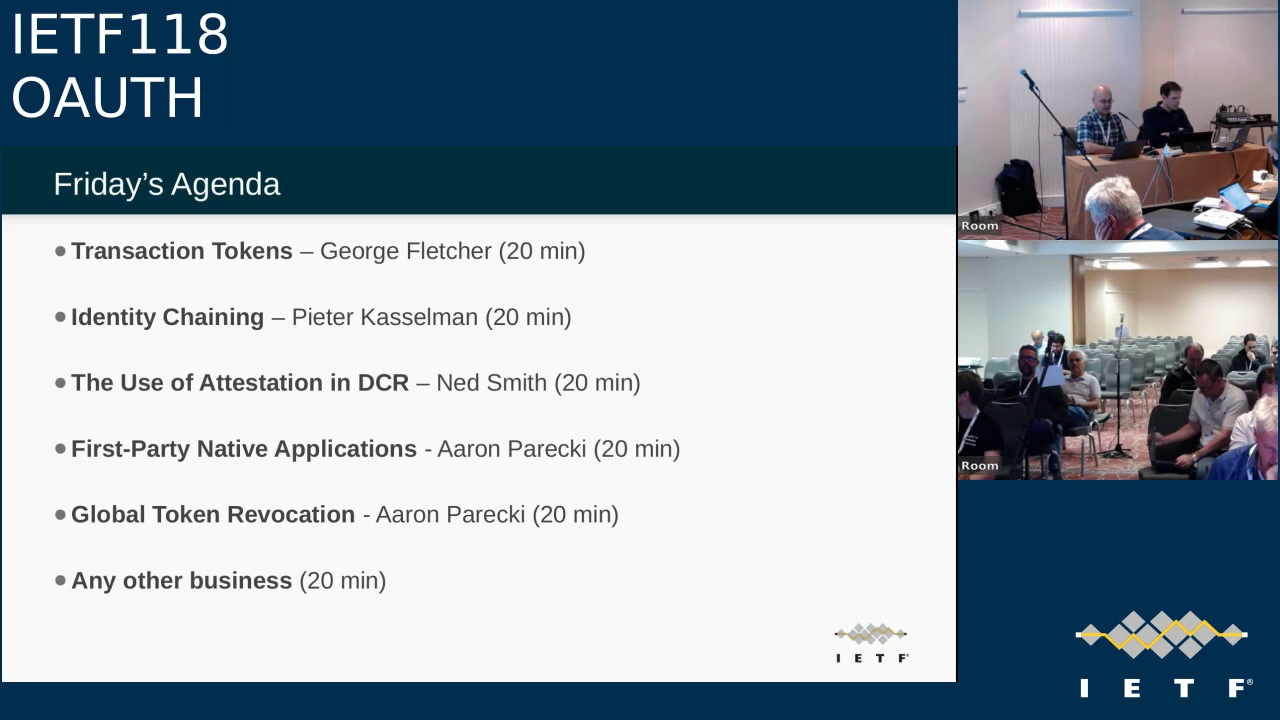 IETF118
OAUTH
Friday’s Agenda
●Transaction Tokens – George Fletcher (20 min)
●Identity Chaining – Pieter Kasselman (20 min)
●The Use of Attestation in DCR – Ned Smith (20 min)
●First-Party Native Applications - Aaron Parecki (20 min)
●Global Token Revocation - Aaron Parecki (20 min)
●Any other business (20 min)
I E T F®
Room
Room
I E T F®